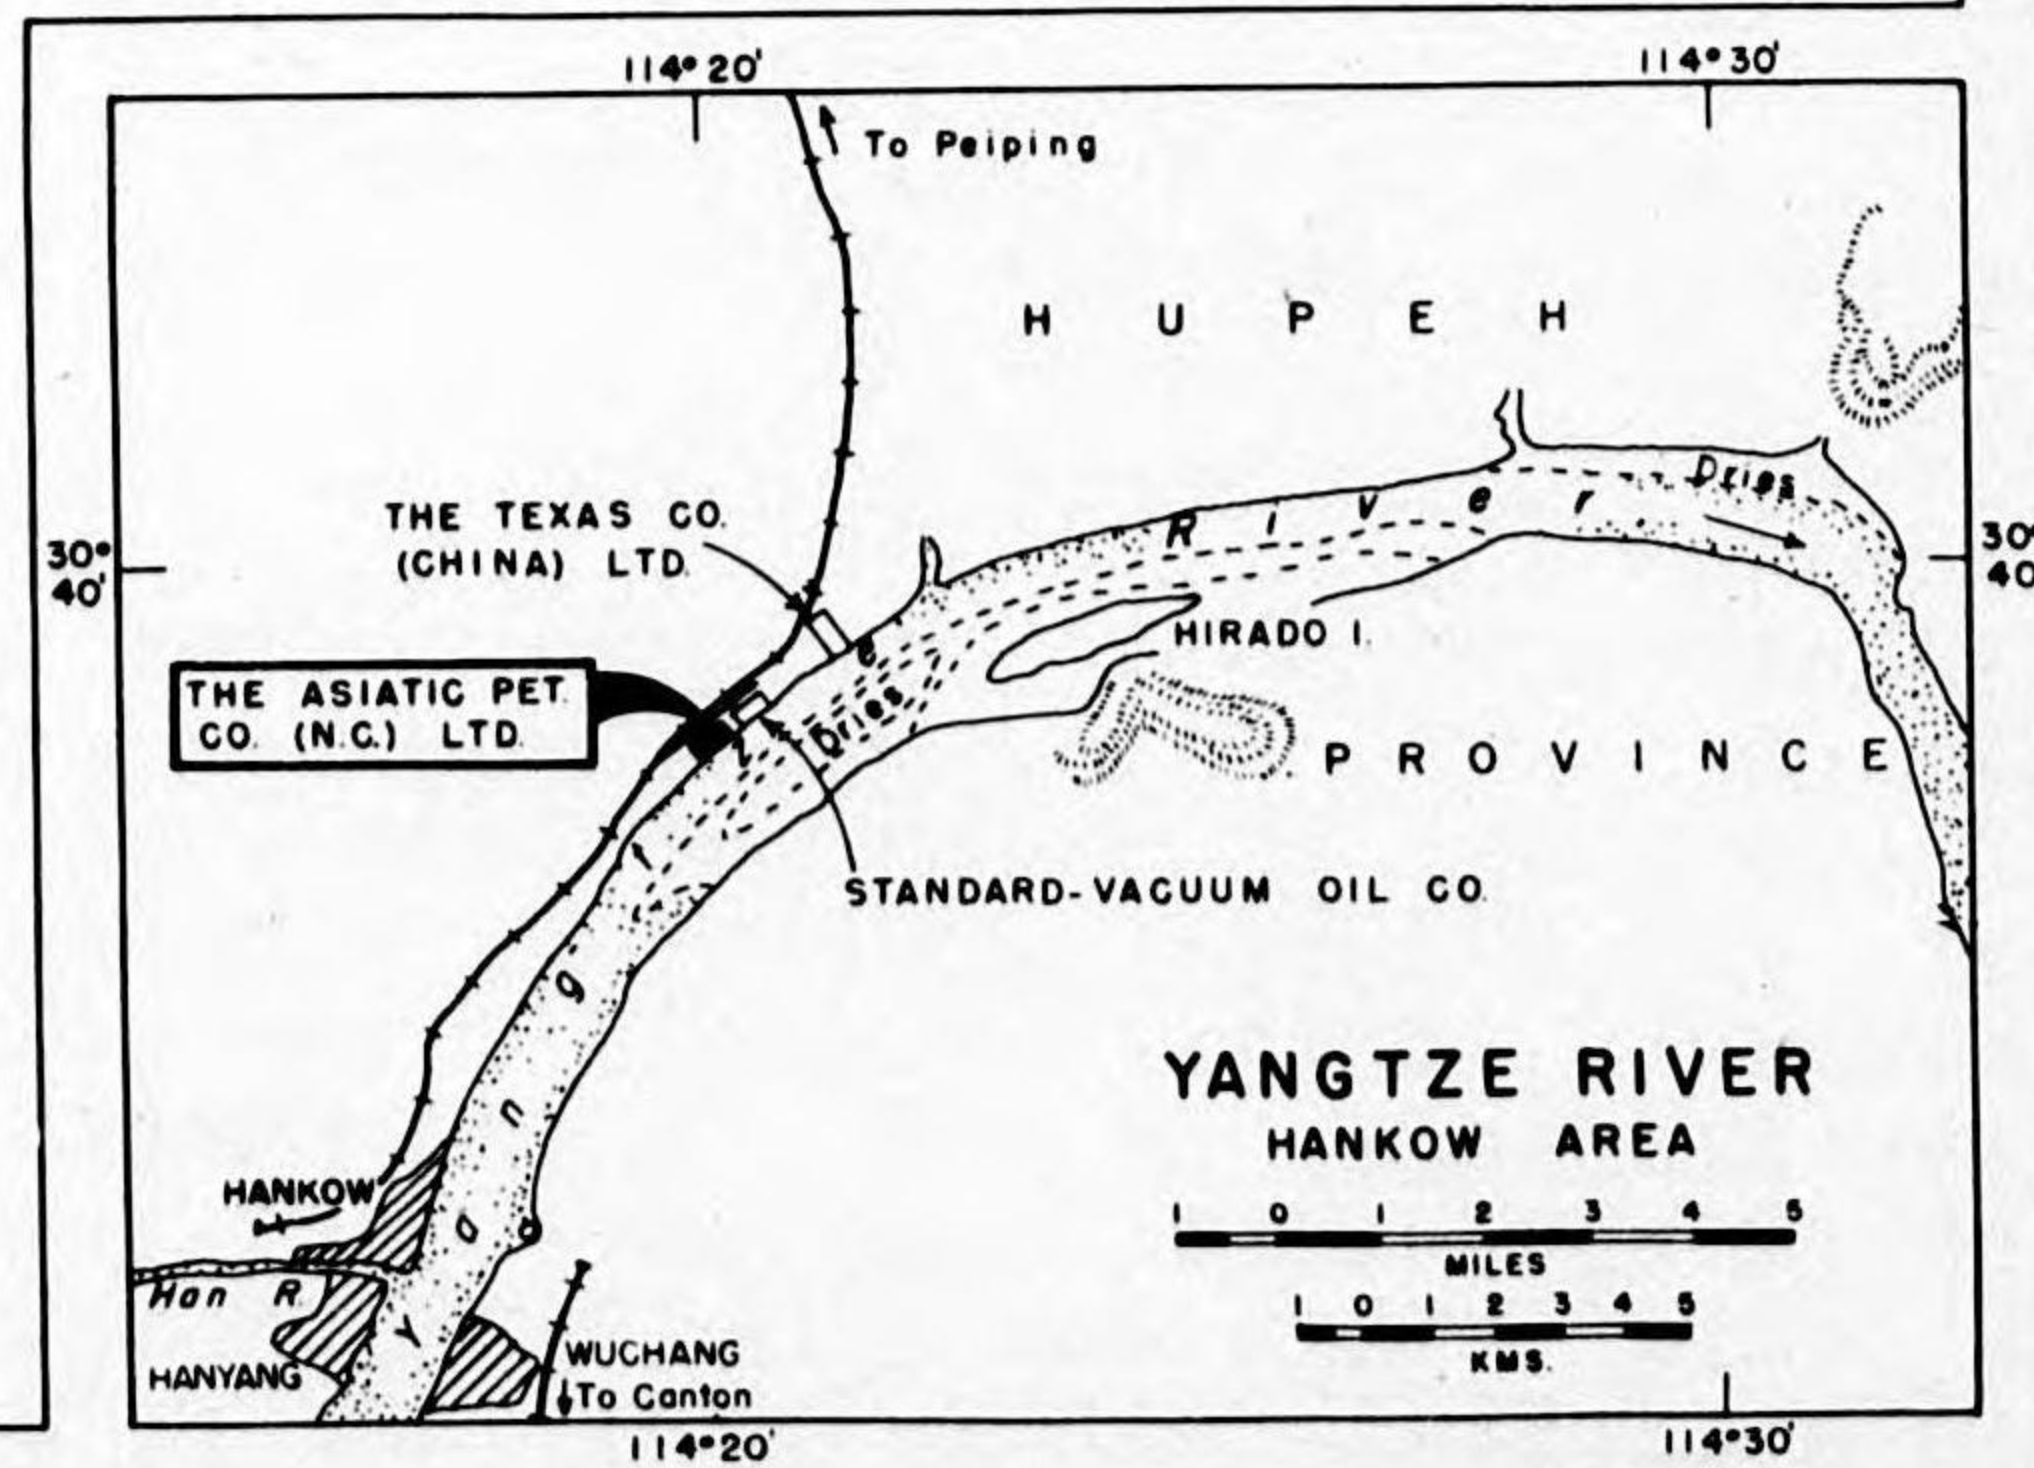 114° 20' 114° 30'
To Peiping
HUPEH
THE TEXAS CO.
(CHINA) LTD.
Dries
River
30°
40'
30°
40'
HIRADO I.
THE ASIATIC PET.
CO. (N.C.) LTD.
Dries
PROVINCE
STANDARD-VACUUM OIL CO.
Yangtze
YANGTZE RIVER
HANKOW AREA
HANKOW
1 0 1 2 3 4 5
MILES
Han R.
1 0 1 2 3 4 5
KMS.
HANYANG
WUCHANG
To Canton
114° 20' 114° 30'